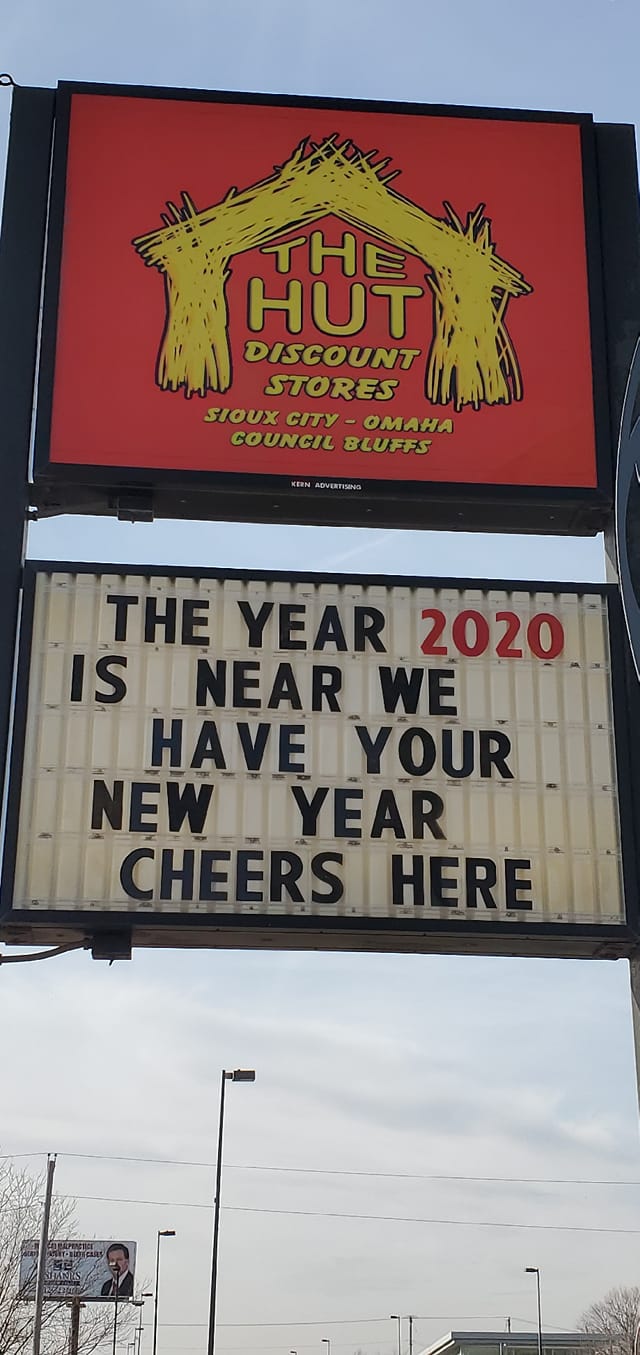 THE
HUT
DISCOUNT
STORES
SIOUX CITY - OMAHA
COUNCIL BLUFFS
KERN ADVERTISING
THE YEAR 2020
IS NEAR WE
HAVE YOUR
NEW YEAR
CHEERS HERE